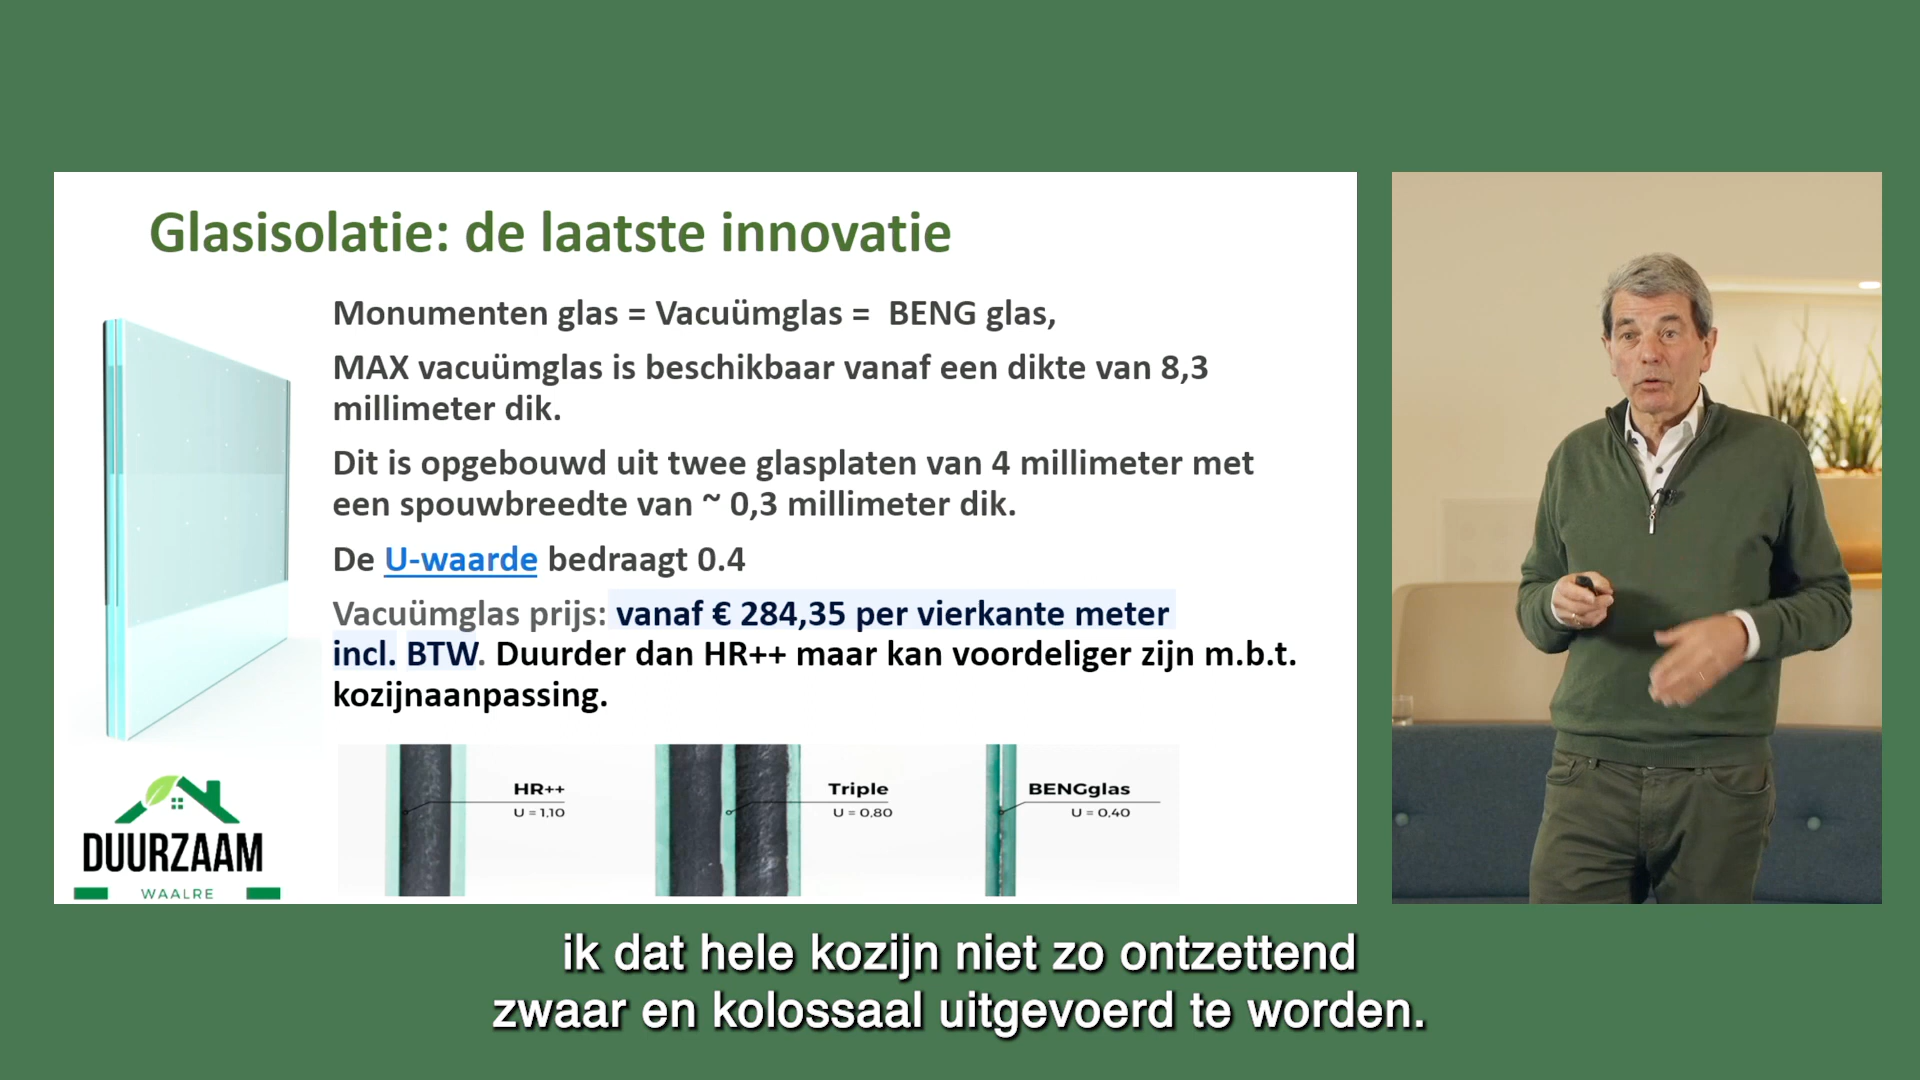 Glasisolatie: de laatste innovatie
Monumenten glas = Vacuümglas = BENG glas,
MAX vacuümglas is beschikbaar vanaf een dikte van 8,3
millimeter dik.
Dit is opgebouwd uit twee glasplaten van 4 millimeter met
een spouwbreedte van ~ 0,3 millimeter dik.
De U-waarde bedraagt 0.4
Vacuümglas prijs: vanaf € 284,35 per vierkante meter
incl. BTW. Duurder dan HR++ maar kan voordeliger zijn m.b.t.
kozijnaanpassing.
HR++
U = 1,10
Triple
U = 0,80
BENGglas
U = 0,40
DUURZAAM
WAALRE
ik dat hele kozijn niet zo ontzettend
zwaar en kolossaal uitgevoerd te worden.